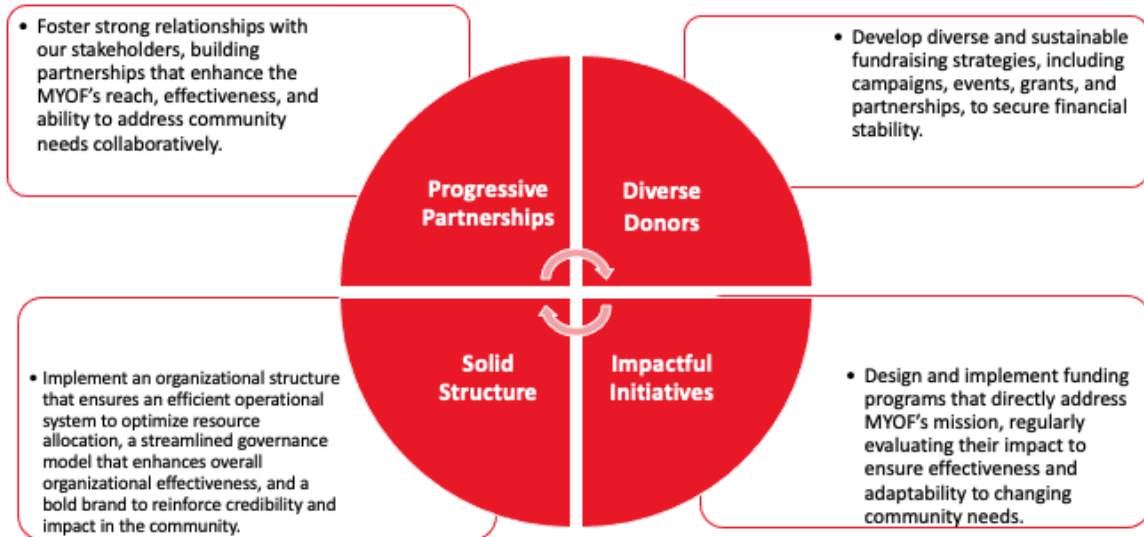 • Foster strong relationships with
our stakeholders, building
partnerships that enhance the
MYOF's reach, effectiveness, and
ability to address community
needs collaboratively.
• Develop diverse and sustainable
fundraising strategies, including
campaigns, events, grants, and
partnerships, to secure financial
stability.
Progressive
Partnerships
Diverse
Donors
Solid
Structure
Impactful
Initiatives
• Implement an organizational structure
that ensures an efficient operational
system to optimize resource
allocation, a streamlined governance
model that enhances overall
organizational effectiveness, and a
bold brand to reinforce credibility and
impact in the community.
• Design and implement funding
programs that directly address
MYOF's mission, regularly
evaluating their impact to
ensure effectiveness and
adaptability to changing
community needs.